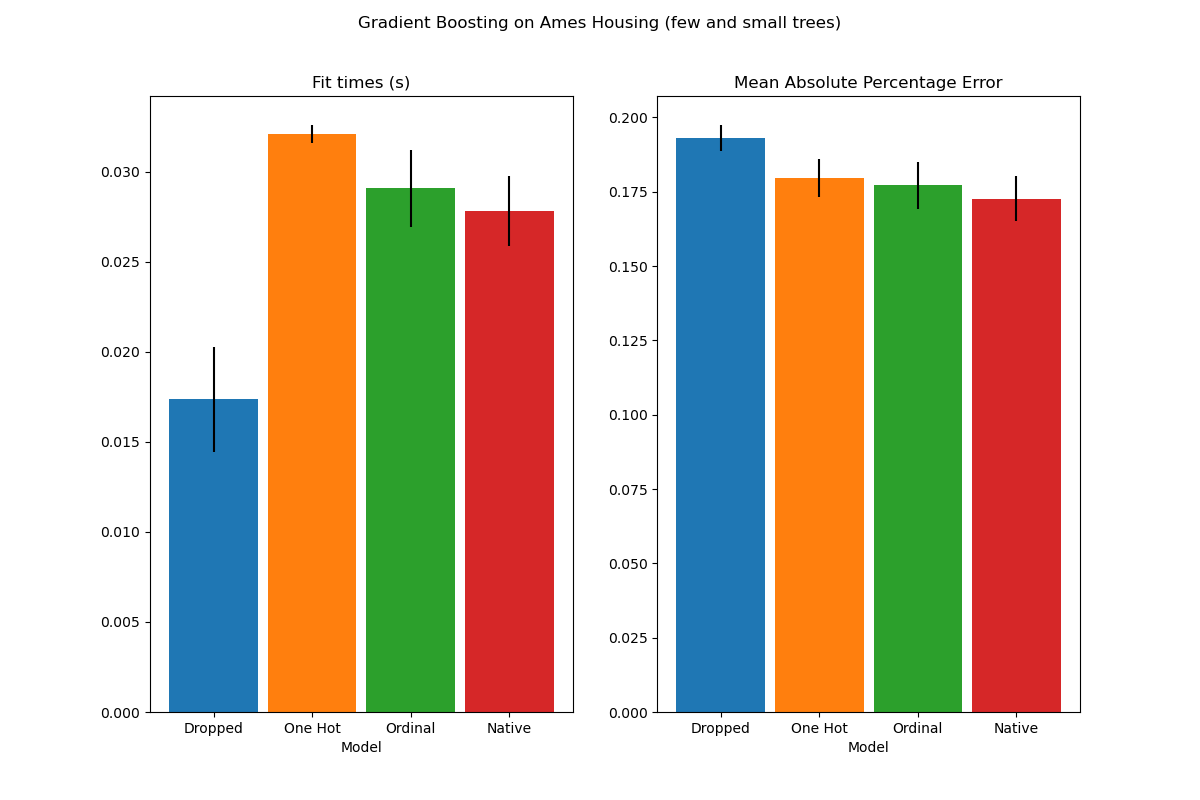 Gradient Boosting on Ames Housing (few and small trees)
Fit times (s)
0.030
0.025
0.020
0.015
0.010
0.005
0.000
Dropped One Hot Ordinal Native
Model
Mean Absolute Percentage Error
0.200
0.175
0.150
0.125
0.100
0.075
0.050
0.025
0.000
Dropped One Hot Ordinal Native
Model